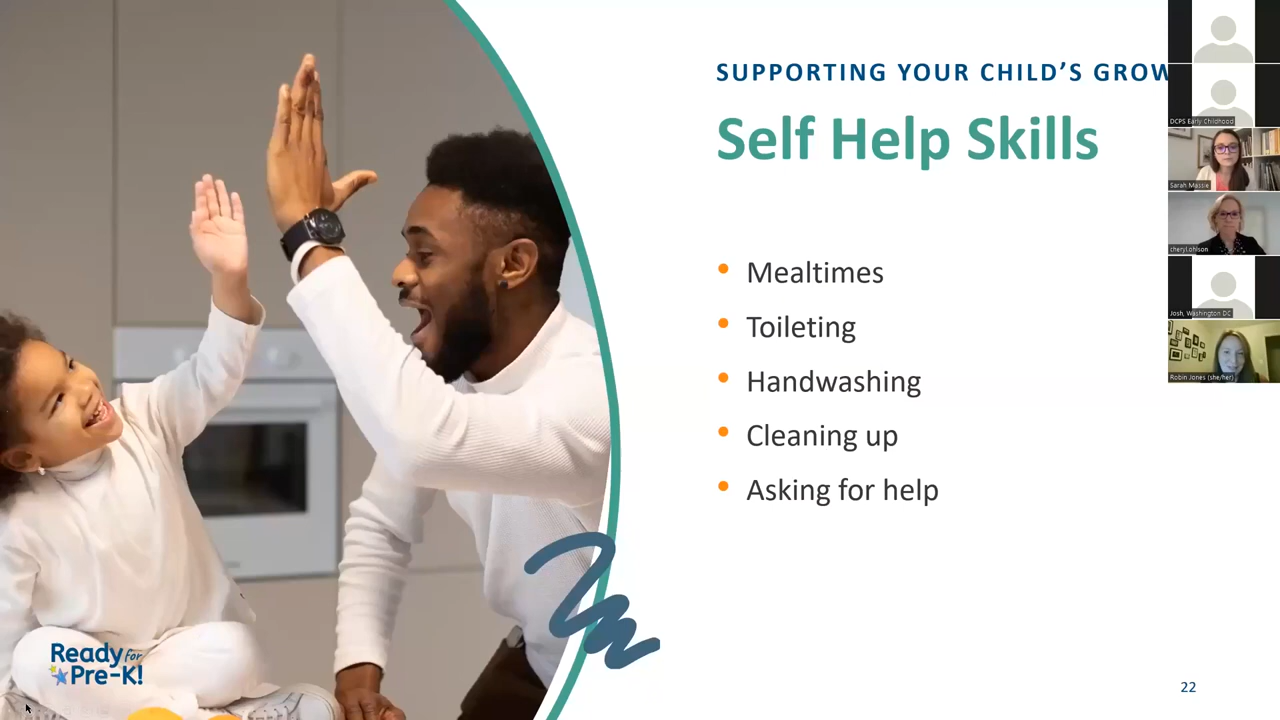 SUPPORTING YOUR CHILD'S GROW
Self Help Skills
• Mealtimes
• Toileting
• Handwashing
• Cleaning up
• Asking for help
Ready for
Pre-K!
22
DCPS Early Childhood
Sarah Massie
cheryl.ohlson
Josh, Washington DC
Robin Jones (she/her)